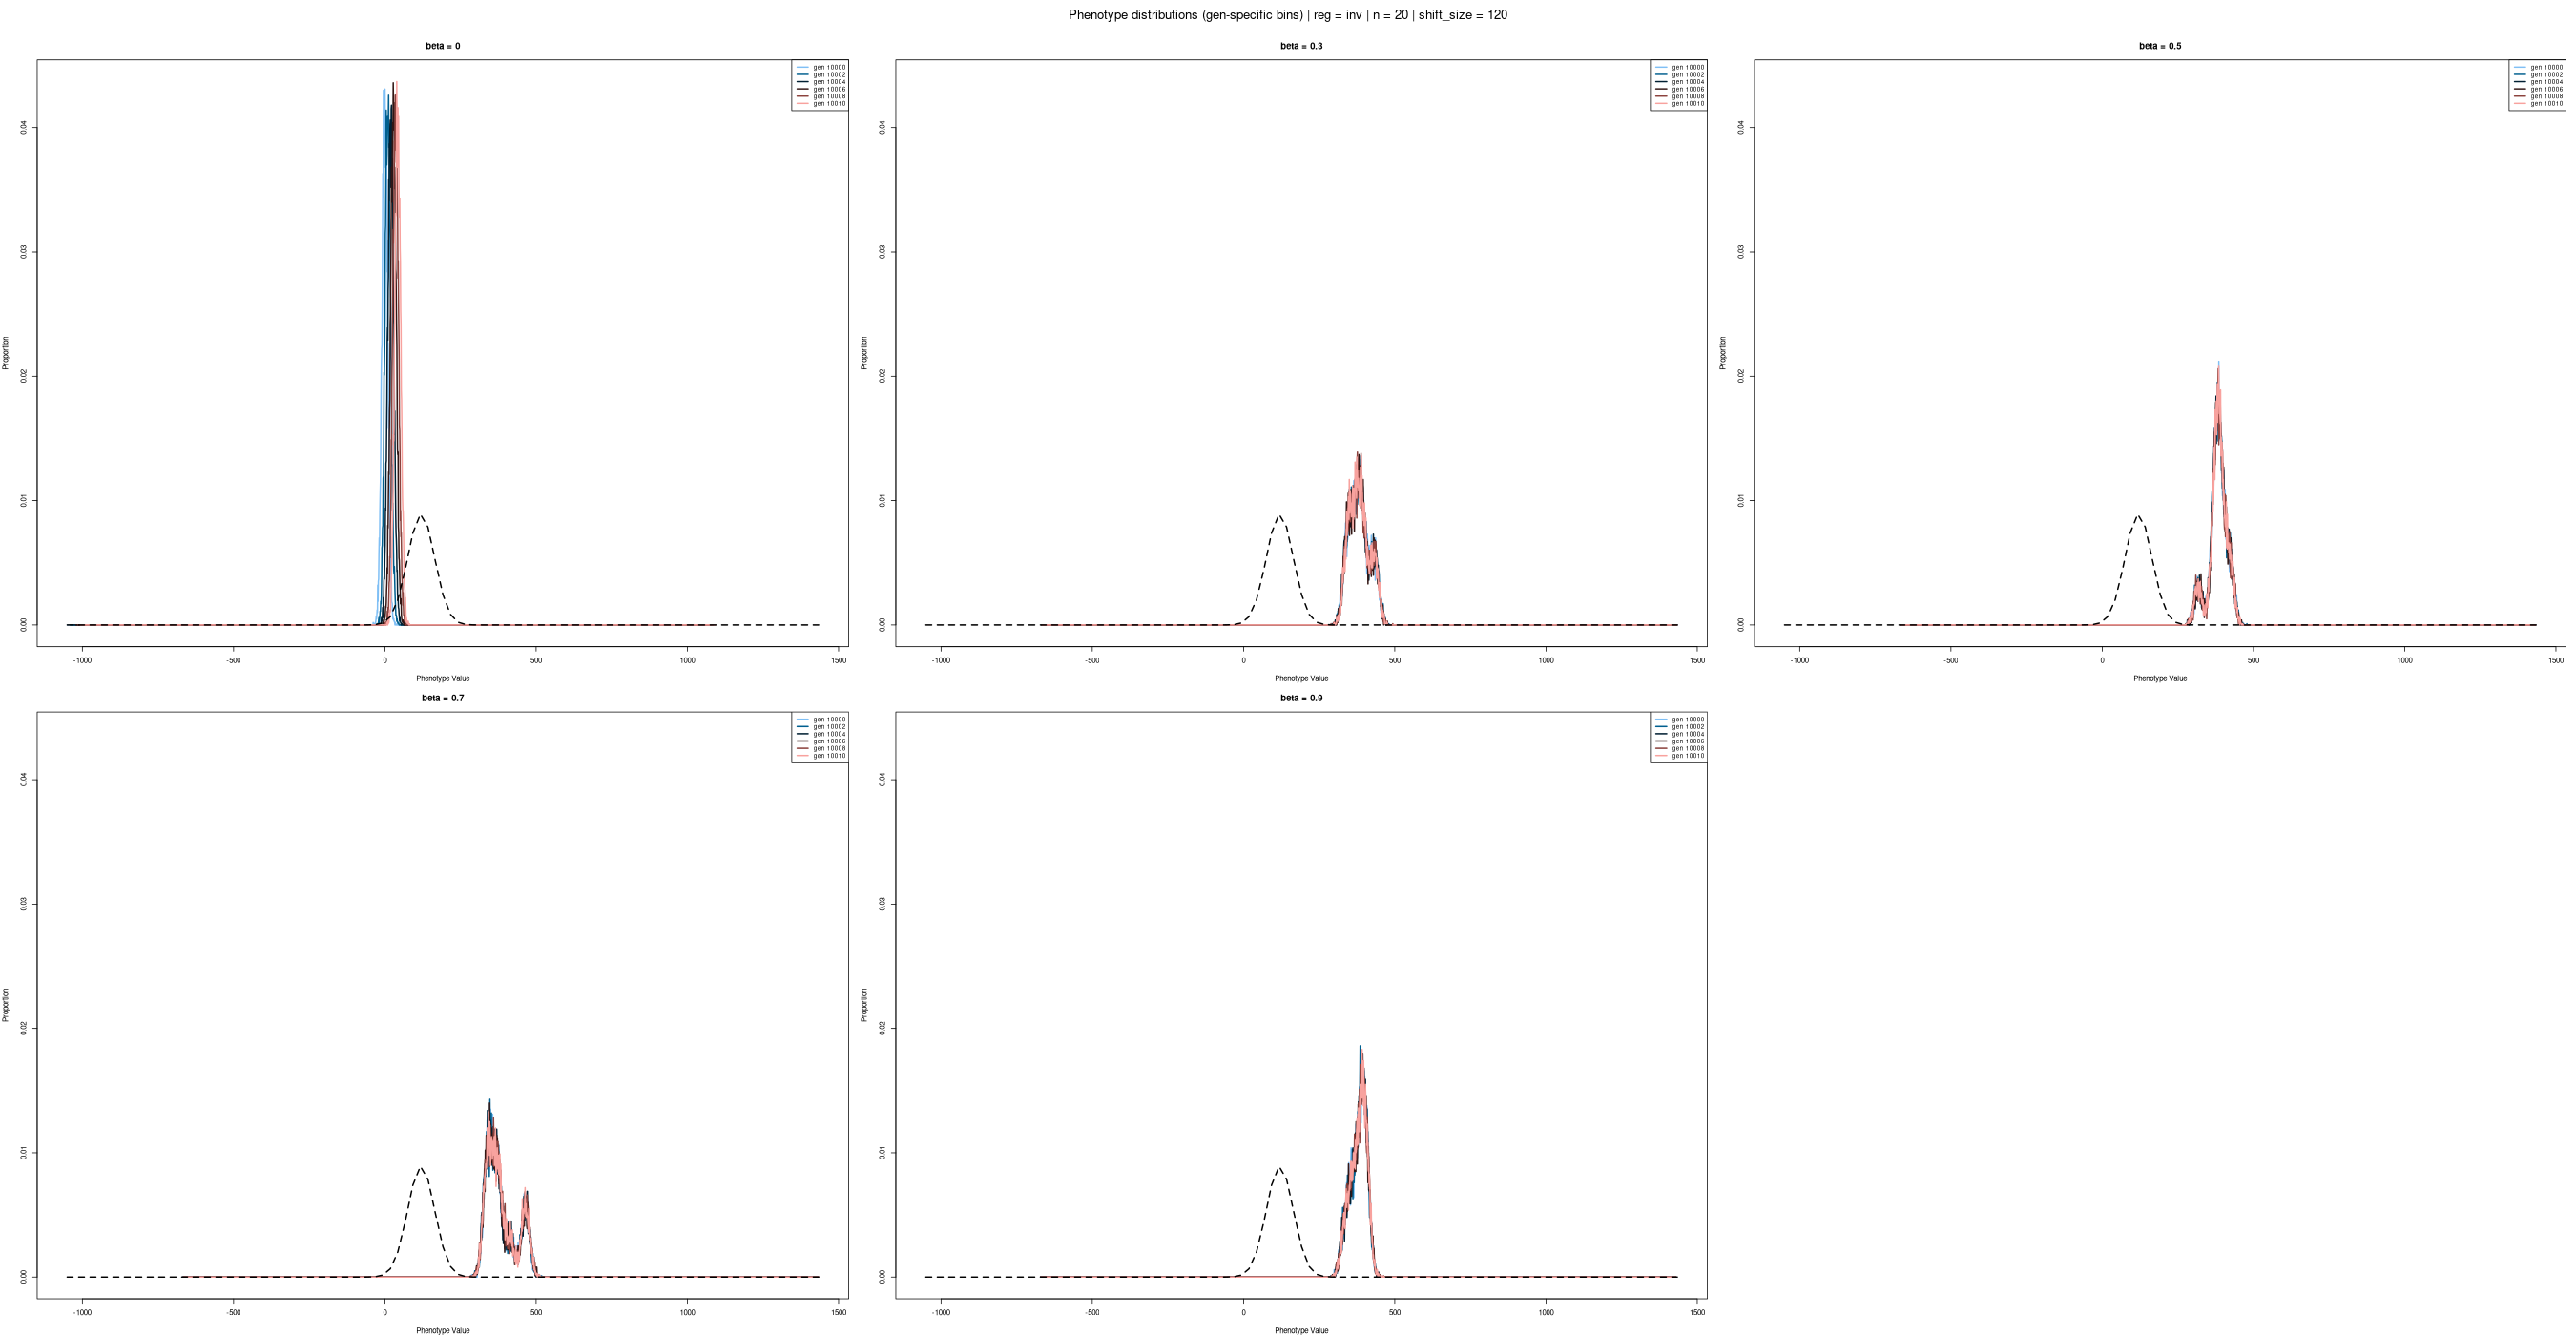 Phenotype distributions (gen-specific bins) | reg = inv | n = 20 | shift_size = 120
beta = 0
gen 10000
gen 10002
gen 10004
gen 10006
gen 10008
gen 10010
Proportion
0.04
0.03
0.02
0.01
0.00
-1000 -500 0 500 1000 1500
Phenotype Value
beta = 0.3
gen 10000
gen 10002
gen 10004
gen 10006
gen 10008
gen 10010
Proportion
0.04
0.03
0.02
0.01
0.00
-1000 -500 0 500 1000 1500
Phenotype Value
beta = 0.5
gen 10000
gen 10002
gen 10004
gen 10006
gen 10008
gen 10010
Proportion
0.04
0.03
0.02
0.01
0.00
-1000 -500 0 500 1000 1500
Phenotype Value
beta = 0.7
gen 10000
gen 10002
gen 10004
gen 10006
gen 10008
gen 10010
Proportion
0.04
0.03
0.02
0.01
0.00
-1000 -500 0 500 1000 1500
Phenotype Value
beta = 0.9
gen 10000
gen 10002
gen 10004
gen 10006
gen 10008
gen 10010
Proportion
0.04
0.03
0.02
0.01
0.00
-1000 -500 0 500 1000 1500
Phenotype Value